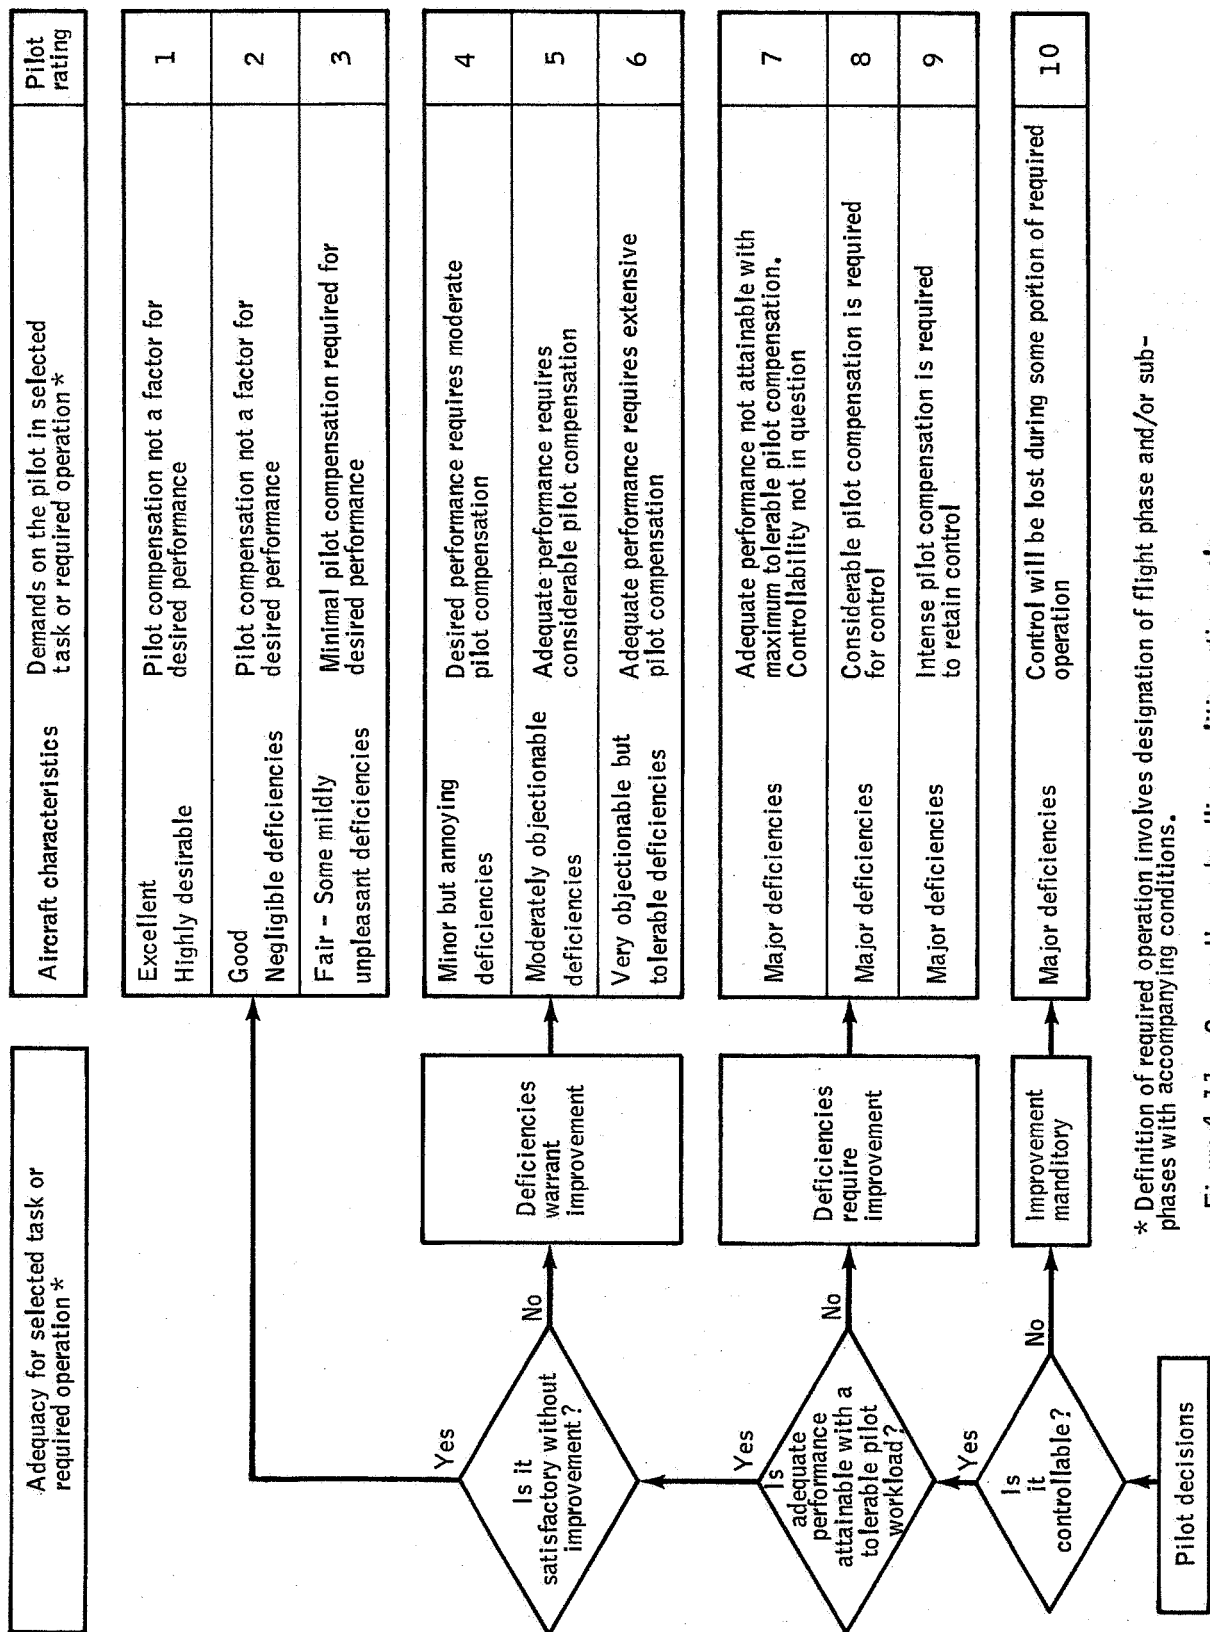 Adequacy for selected task or
required operation*
Aircraft characteristics
Demands on the pilot in selected
task or required operation*
Pilot
rating
Excellent
Highly desirable
Pilot compensation not a factor for
desired performance
1
Good
Negligible deficiencies
Pilot compensation not a factor for
desired performance
2
Fair - Some mildly
unpleasant deficiencies
Minimal pilot compensation required for
desired performance
3
Yes
Is it
satisfactory without
improvement?
No
Deficiencies
warrant
improvement
Minor but annoying
deficiencies
Desired performance requires moderate
pilot compensation
4
Moderately objectionable
deficiencies
Adequate performance requires
considerable pilot compensation
5
Very objectionable but
tolerable deficiencies
Adequate performance requires extensive
pilot compensation
6
Yes
Is
adequate
performance
attainable with a
tolerable pilot
workload?
No
Deficiencies
require
improvement
Major deficiencies
Adequate performance not attainable with
maximum tolerable pilot compensation.
Controllability not in question
7
Major deficiencies
Considerable pilot compensation is required
for control
8
Major deficiencies
Intense pilot compensation is required
to retain control
9
Yes
Is
it
controllable?
No
Improvement
manditory
Major deficiencies
Control will be lost during some portion of required
operation
10
Pilot decisions
* Definition of required operation involves designation of flight phase and/or sub-
phases with accompanying conditions.